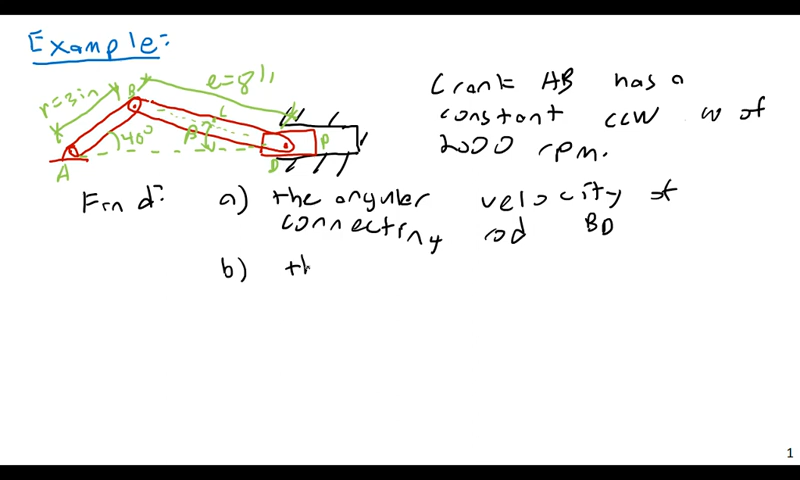 Example:
r=3in
B
l=8in
Crank AB has a
constant CCW ω of
2000 rpm.
40°
β
A
D
P
Find: a) the angular velocity of
connecting rod BD
b) th
1